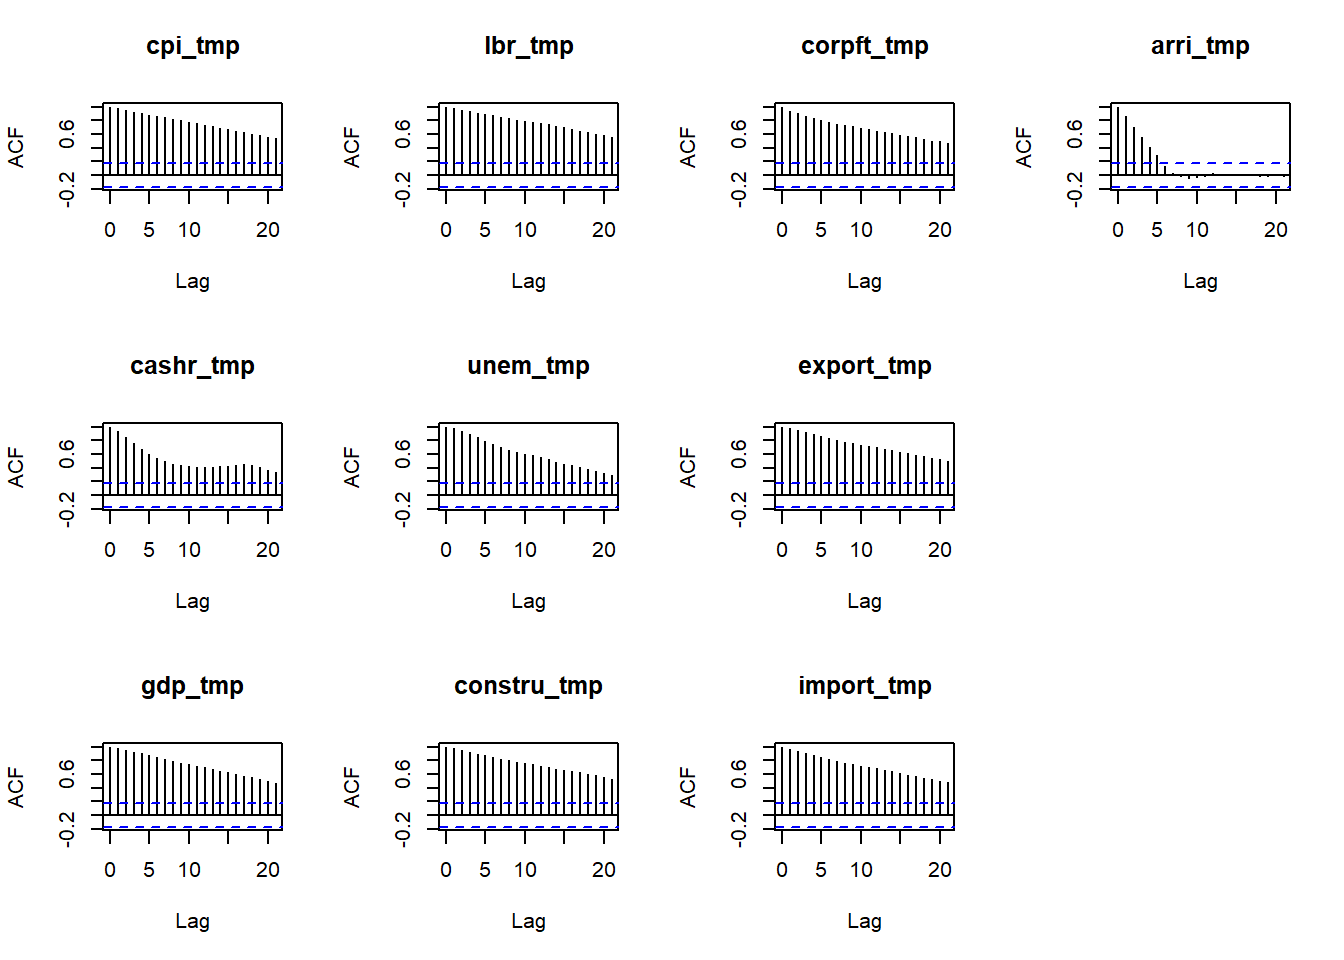 cpi_tmp
ACF
0.6
-0.2
0 5 10 20
Lag
lbr_tmp
ACF
0.6
-0.2
0 5 10 20
Lag
corpft_tmp
ACF
0.6
-0.2
0 5 10 20
Lag
arri_tmp
ACF
0.6
-0.2
0 5 10 20
Lag
cashr_tmp
ACF
0.6
-0.2
0 5 10 20
Lag
unem_tmp
ACF
0.6
-0.2
0 5 10 20
Lag
export_tmp
ACF
0.6
-0.2
0 5 10 20
Lag
gdp_tmp
ACF
0.6
-0.2
0 5 10 20
Lag
constru_tmp
ACF
0.6
-0.2
0 5 10 20
Lag
import_tmp
ACF
0.6
-0.2
0 5 10 20
Lag